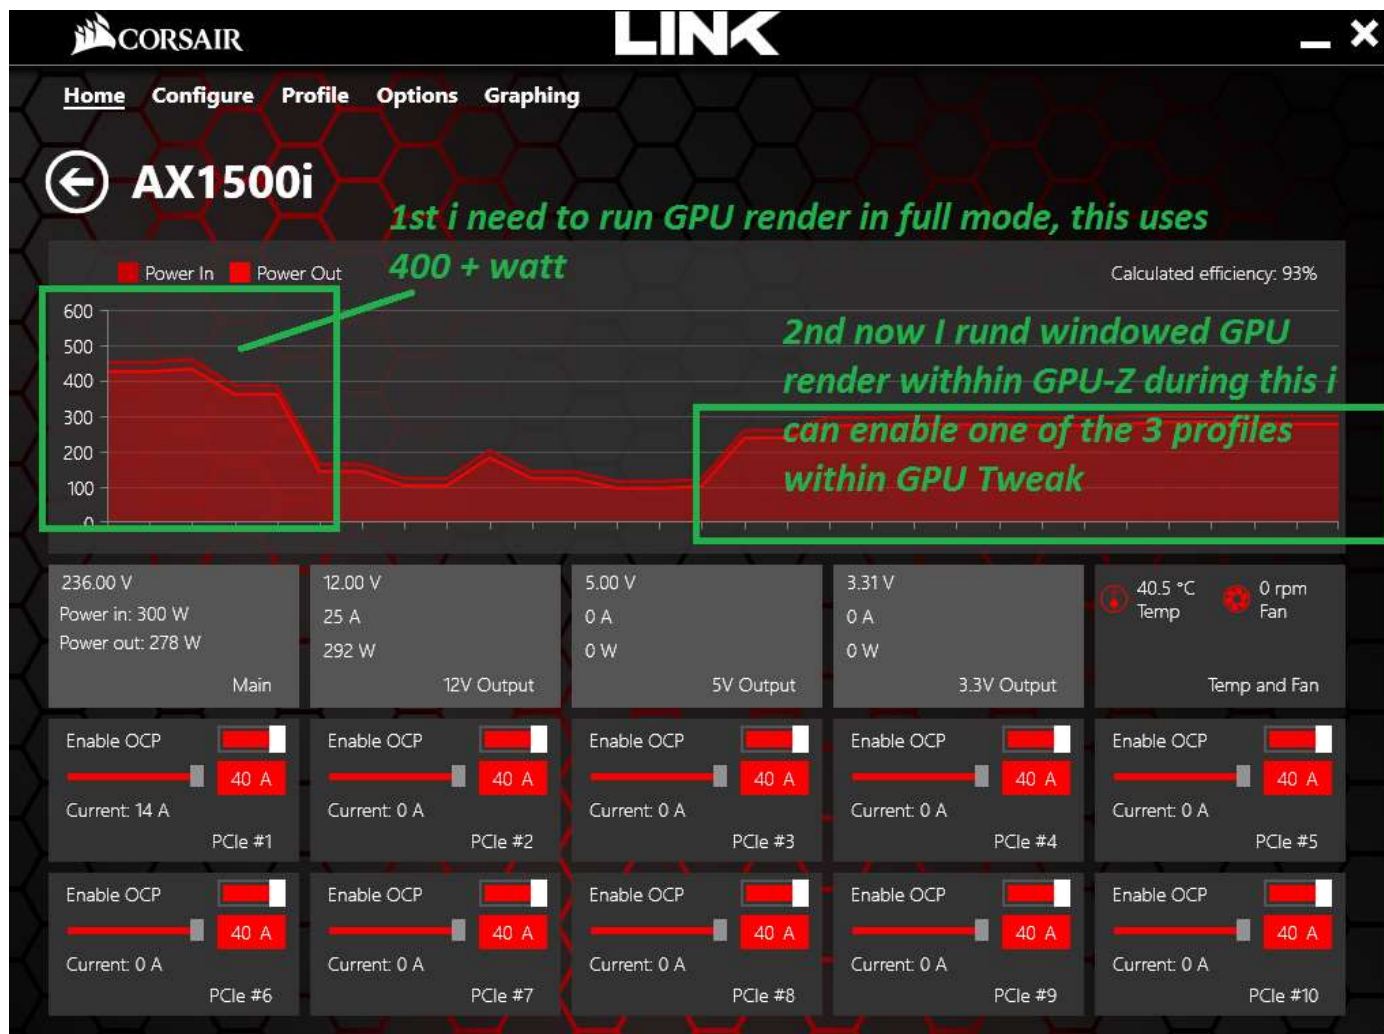 CORSAIR
LINK
Home Configure Profile Options Graphing
AX1500i
1st i need to run GPU render in full mode, this uses
400 + watt
Power In Power Out
Calculated efficiency: 93%
600
500
400
300
200
100
0
2nd now I rund windowed GPU
render withhin GPU-Z during this i
can enable one of the 3 profiles
within GPU Tweak
236.00 V
Power in: 300 W
Power out: 278 W
Main
12.00 V
25 A
292 W
12V Output
5.00 V
0 A
0 W
5V Output
3.31 V
0 A
0 W
3.3V Output
40.5 °C
Temp
0 rpm
Fan
Temp and Fan
Enable OCP
40 A
Current: 14 A
PCIe #1
Enable OCP
40 A
Current: 0 A
PCIe #2
Enable OCP
40 A
Current: 0 A
PCIe #3
Enable OCP
40 A
Current: 0 A
PCIe #4
Enable OCP
40 A
Current: 0 A
PCIe #5
Enable OCP
40 A
Current: 0 A
PCIe #6
Enable OCP
40 A
Current: 0 A
PCIe #7
Enable OCP
40 A
Current: 0 A
PCIe #8
Enable OCP
40 A
Current: 0 A
PCIe #9
Enable OCP
40 A
Current: 0 A
PCIe #10